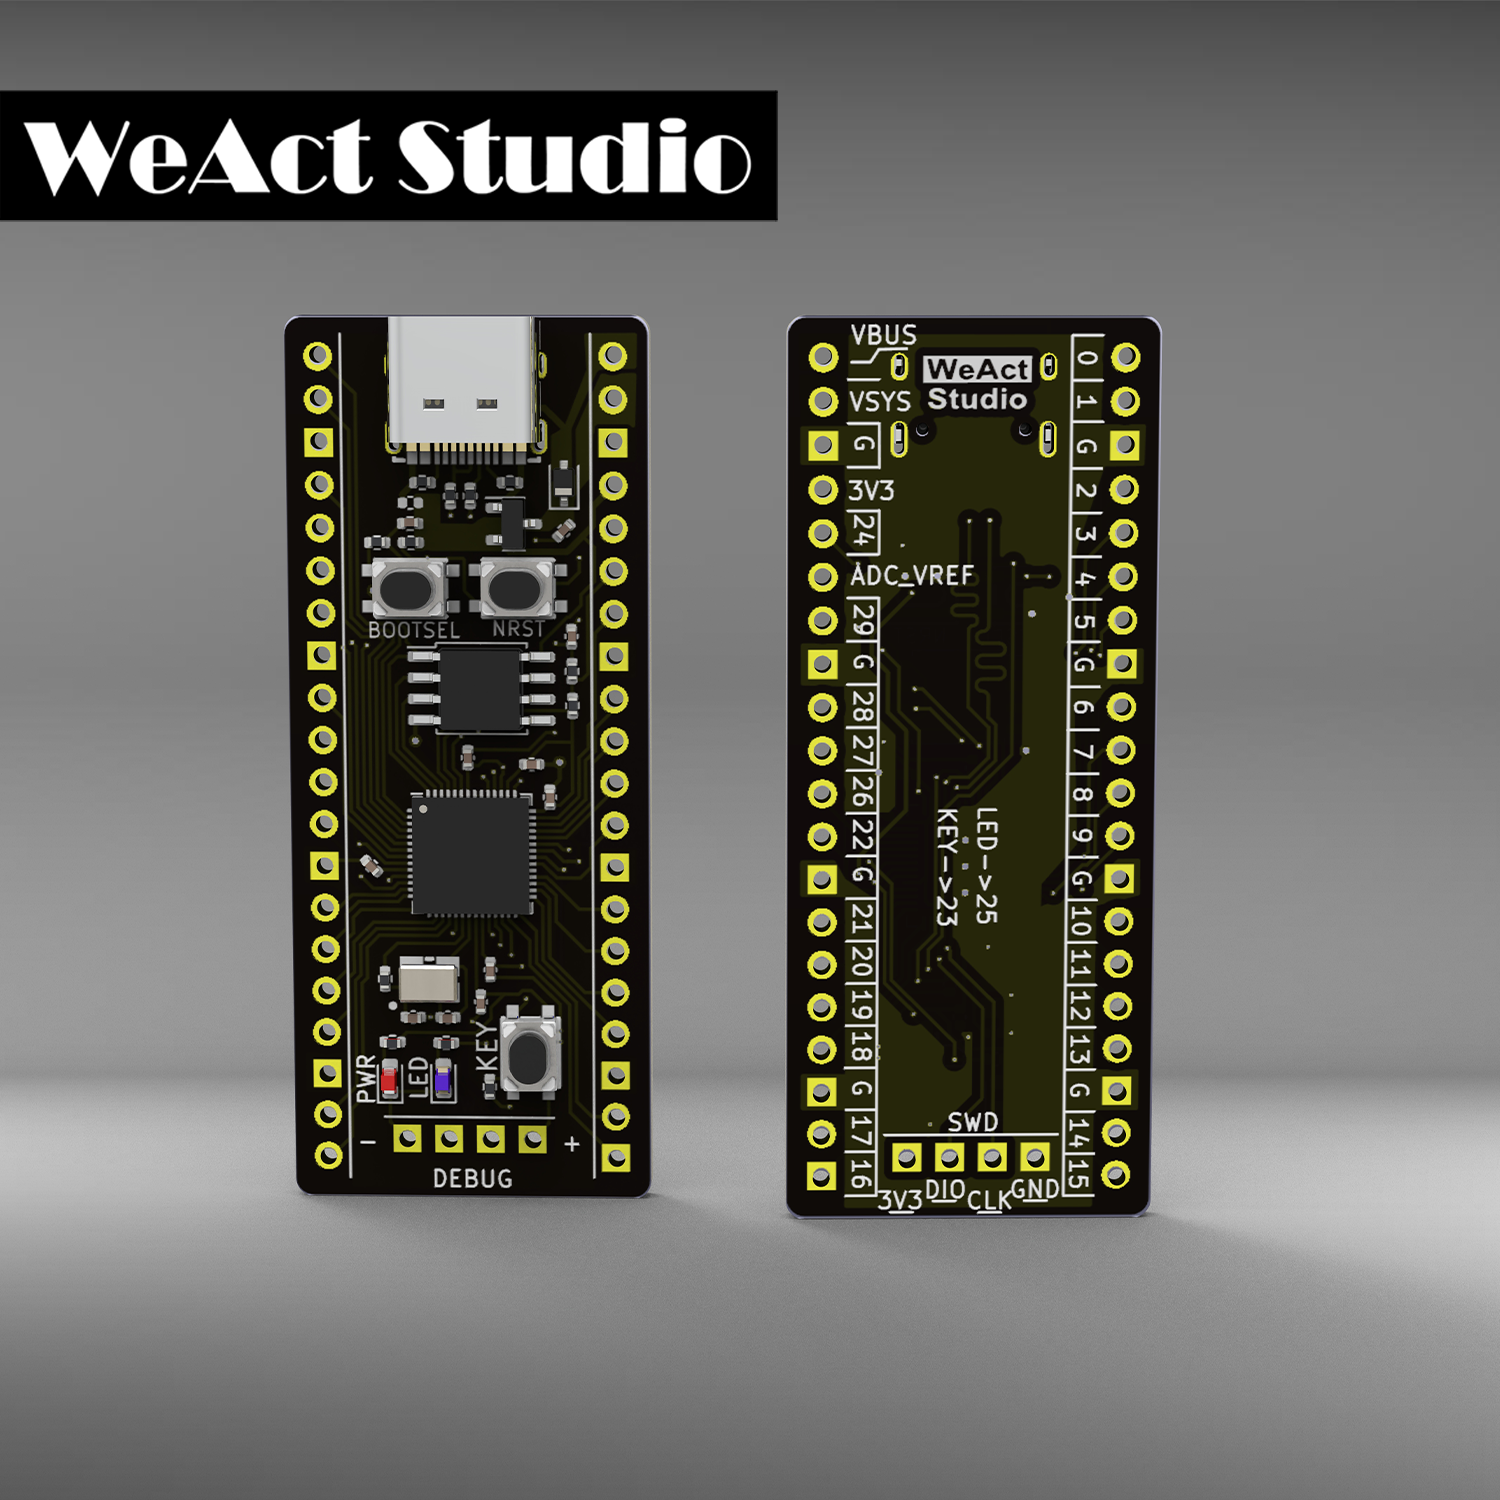 WeAct Studio
BOOTSEL
NRST
KEY
PWR
LED
- +
DEBUG
VBUS
WeAct
Studio
VSYS
G
3V3
24
ADC_VREF
29
G
28
27
26
22
G
21
20
19
18
G
17
16
0
1
G
2
3
4
5
G
6
7
8
9
G
10
11
12
13
G
14
15
LED->25
KEY->23
SWD
3V3 DIO CLK GND